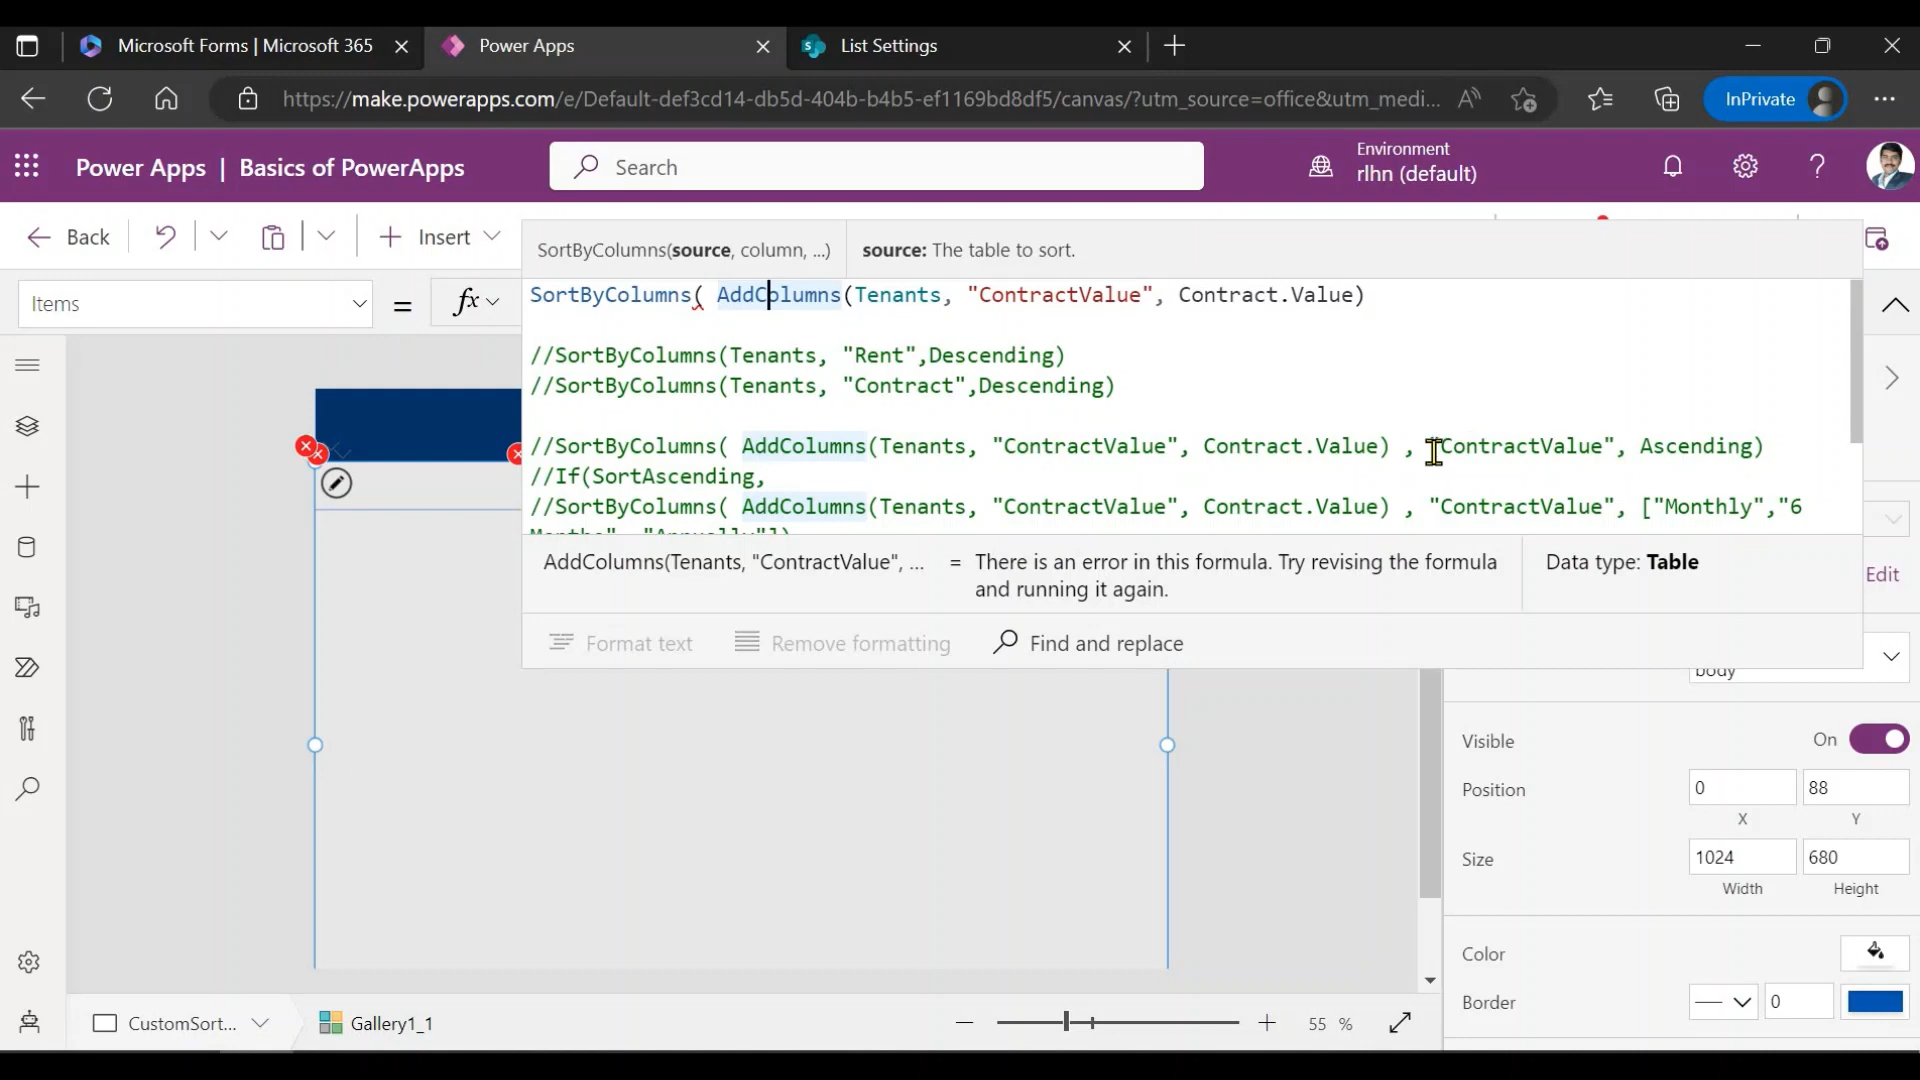 Microsoft Forms | Microsoft 365
Power Apps
List Settings
https://make.powerapps.com/e/Default-def3cd14-db5d-404b-b4b5-ef1169bd8df5/canvas/?utm_source=office&utm_medi...
InPrivate
Power Apps | Basics of PowerApps
Search
Environment
rlhn (default)
Back
Insert
SortByColumns(source, column, ...)
source: The table to sort.
Items
=
fx
SortByColumns( AddColumns(Tenants, "ContractValue", Contract.Value)
//SortByColumns(Tenants, "Rent",Descending)
//SortByColumns(Tenants, "Contract",Descending)
//SortByColumns( AddColumns(Tenants, "ContractValue", Contract.Value) , "ContractValue", Ascending)
//If(SortAscending,
//SortByColumns( AddColumns(Tenants, "ContractValue", Contract.Value) , "ContractValue", ["Monthly","6
Months", "Annually"])
AddColumns(Tenants, "ContractValue", ... = There is an error in this formula. Try revising the formula
and running it again.
Data type: Table
Edit
Format text
Remove formatting
Find and replace
body
Visible
On
Position
0
88
X
Y
Size
1024
680
Width
Height
Color
Border
0
CustomSort...
Gallery1_1
55 %